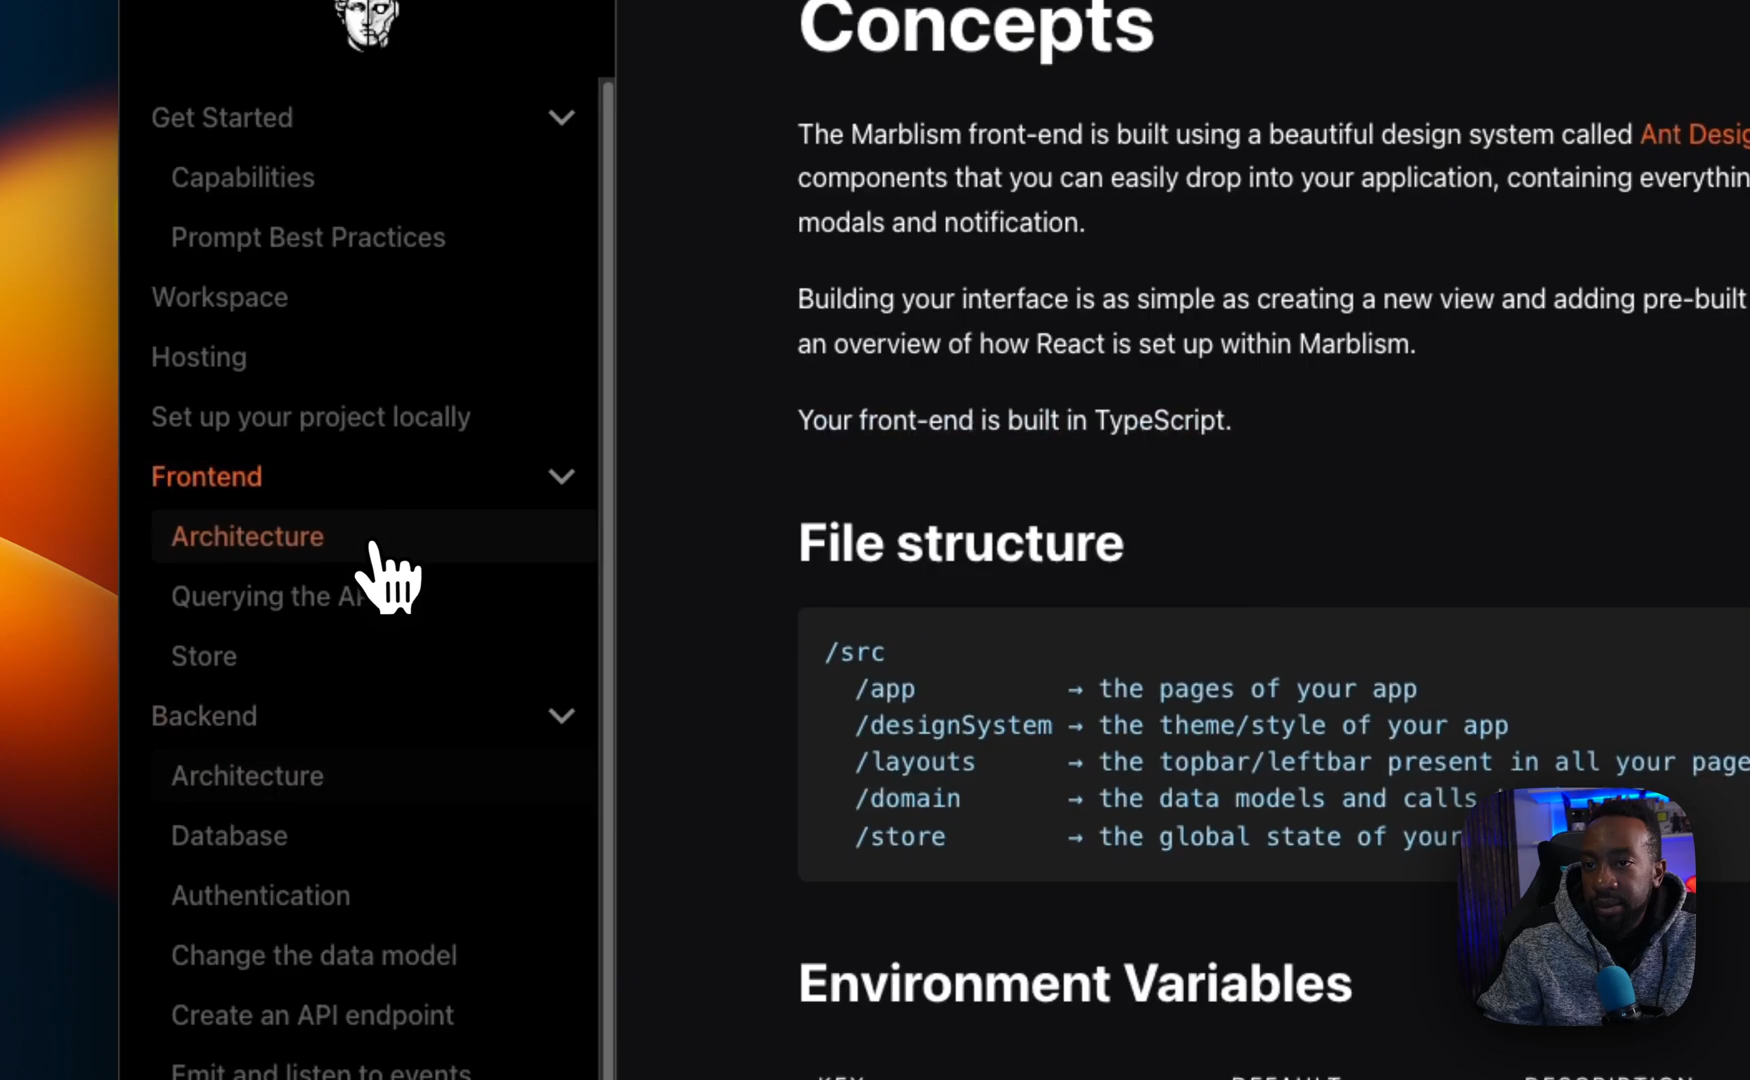 Get Started
Capabilities
Prompt Best Practices
Workspace
Hosting
Set up your project locally
Frontend
Architecture
Querying the
Store
Backend
Architecture
Database
Authentication
Change the data model
Create an API endpoint
Emit and listen to events
Concepts
The Marblism front-end is built using a beautiful design system called Ant
components that you can easily drop into your application, containing
modals and notification.
Building your interface is as simple as creating a new view and adding pre-built
an overview of how React is set up within Marblism.
Your front-end is built in TypeScript.
File structure
/src
/app → the pages of your app
/designSystem → the theme/style of your app
/layouts → the topbar/leftbar present in all your
/domain → the data models and calls
/store → the global state of your
Environment Variables
KEY DEFAULT DESCRIPTION